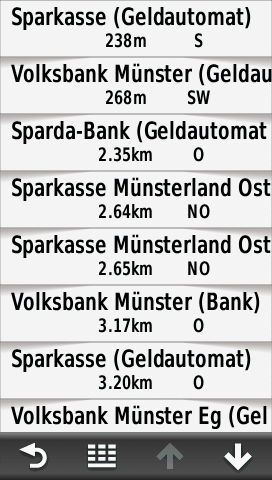 Sparkasse (Geldautomat)
238m S
Volksbank Münster (Geldau
268m SW
Sparda-Bank (Geldautomat
2.35km O
Sparkasse Münsterland Ost
2.64km NO
Sparkasse Münsterland Ost
2.65km NO
Volksbank Münster (Bank)
3.17km O
Sparkasse (Geldautomat)
3.20km O
Volksbank Münster Eg (Gel